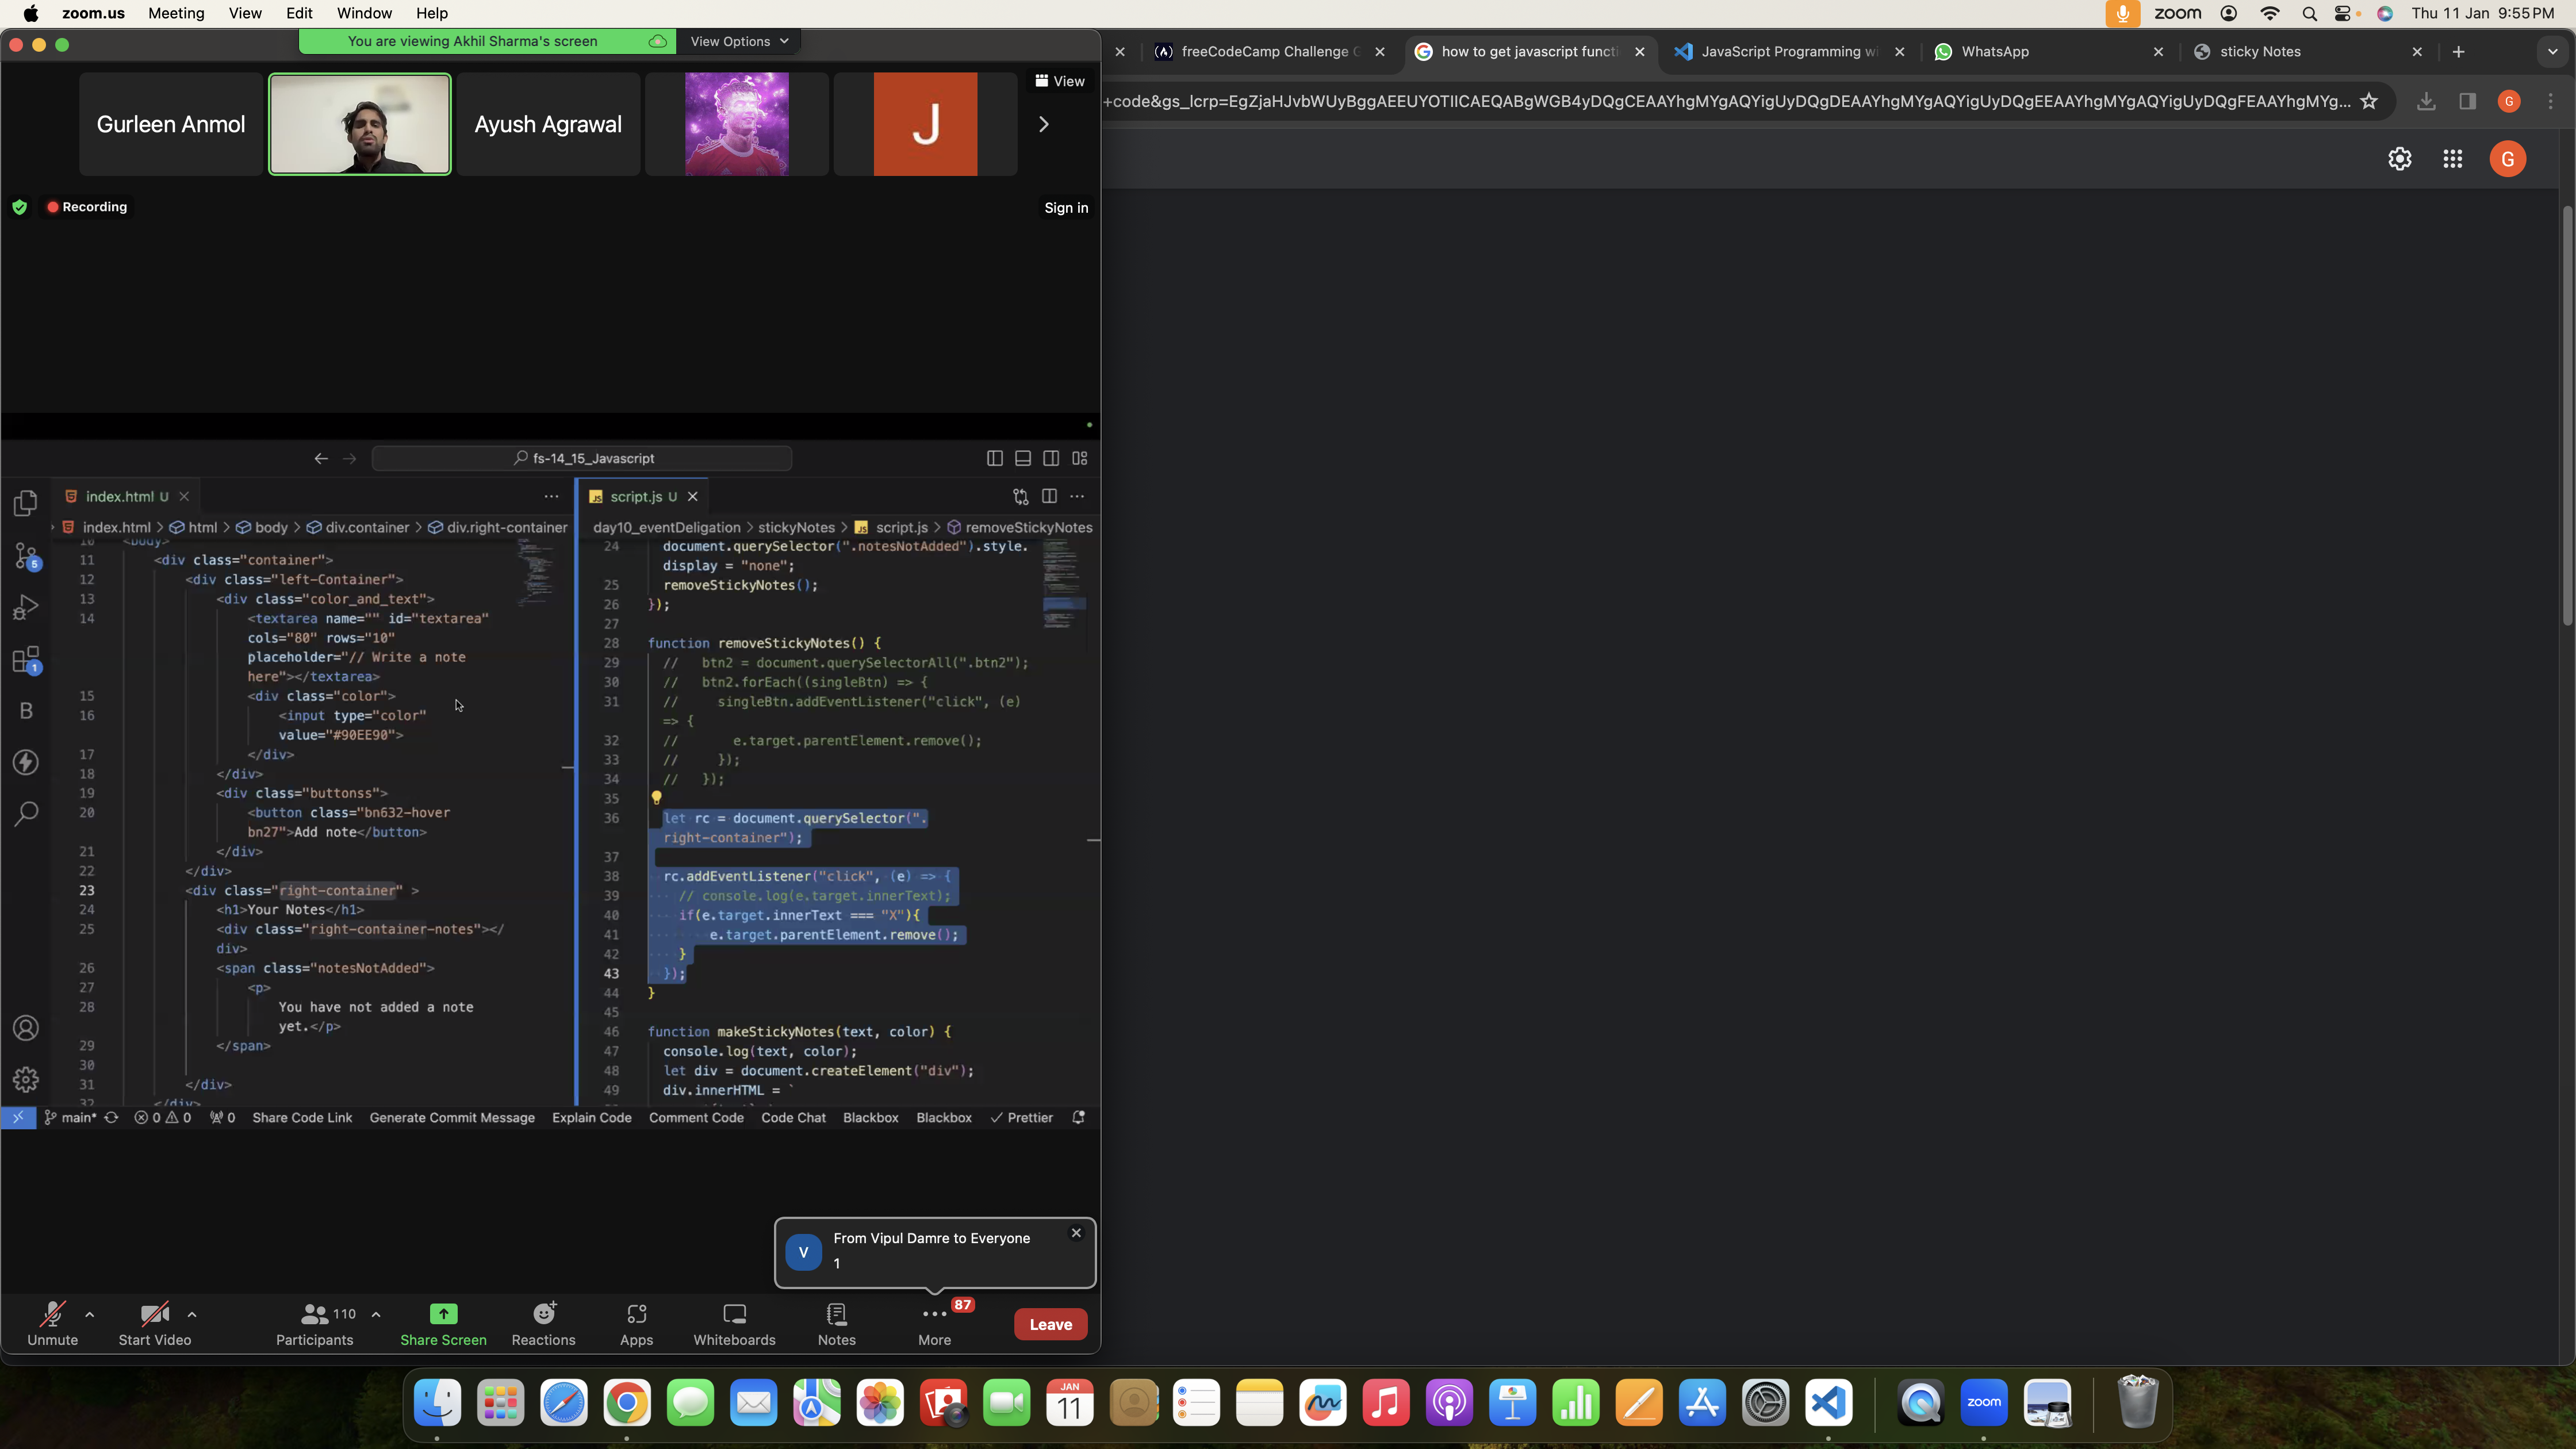 zoom.us Meeting View Edit Window Help
zoom Thu 11 Jan 9:55 PM
You are viewing Akhil Sharma's screen View Options
freeCodeCamp Challenge G
how to get javascript functi
JavaScript Programming wi
WhatsApp
sticky Notes
+code&gs_lcrp=EgZjaHJvbWUyBggAEEUYOTIICAEQABgWGB4yDQgCEAAYhgMYgAQYigUyDQgDEAAYhgMYgAQYigUyDQgEEAAYhgMYgAQYigUyDQgFEAAYhgMYg...
G
G
Gurleen Anmol
Ayush Agrawal
J
View
Recording
Sign in
fs-14_15_Javascript
index.html U
index.html > html > body > div.container > div.right-container
10 <body>
11 <div class="container">
12 <div class="left-Container">
13 <div class="color_and_text">
14 <textarea name="" id="textarea"
cols="80" rows="10"
placeholder="// Write a note
here"></textarea>
15 <div class="color">
16 <input type="color"
value="#90EE90">
17 </div>
18 </div>
19 <div class="buttonss">
20 <button class="bn632-hover
bn27">Add note</button>
21 </div>
22 </div>
23 <div class="right-container" >
24 <h1>Your Notes</h1>
25 <div class="right-container-notes"></
div>
26 <span class="notesNotAdded">
27 <p>
28 You have not added a note
yet.</p>
29 </span>
30
31 </div>
32 </div>
script.js U
day10_eventDeligation > stickyNotes > script.js > removeStickyNotes
24 document.querySelector(".notesNotAdded").style.
display = "none";
25 removeStickyNotes();
26 });
27
28 function removeStickyNotes() {
29 // btn2 = document.querySelectorAll(".btn2");
30 // btn2.forEach((singleBtn) => {
31 // singleBtn.addEventListener("click", (e)
=> {
32 // e.target.parentElement.remove();
33 // });
34 // });
35
36 let rc = document.querySelector(".
right-container");
37
38 rc.addEventListener("click", (e) => {
39 // console.log(e.target.innerText);
40 if(e.target.innerText === "X"){
41 e.target.parentElement.remove();
42 }
43 });
44 }
45
46 function makeStickyNotes(text, color) {
47 console.log(text, color);
48 let div = document.createElement("div");
49 div.innerHTML = `
5
1
B
main* 0 0 0 Share Code Link Generate Commit Message Explain Code Comment Code Code Chat Blackbox Blackbox Prettier
V
From Vipul Damre to Everyone
1
110
87
Unmute Start Video Participants Share Screen Reactions Apps Whiteboards Notes More Leave
JAN
11
zoom